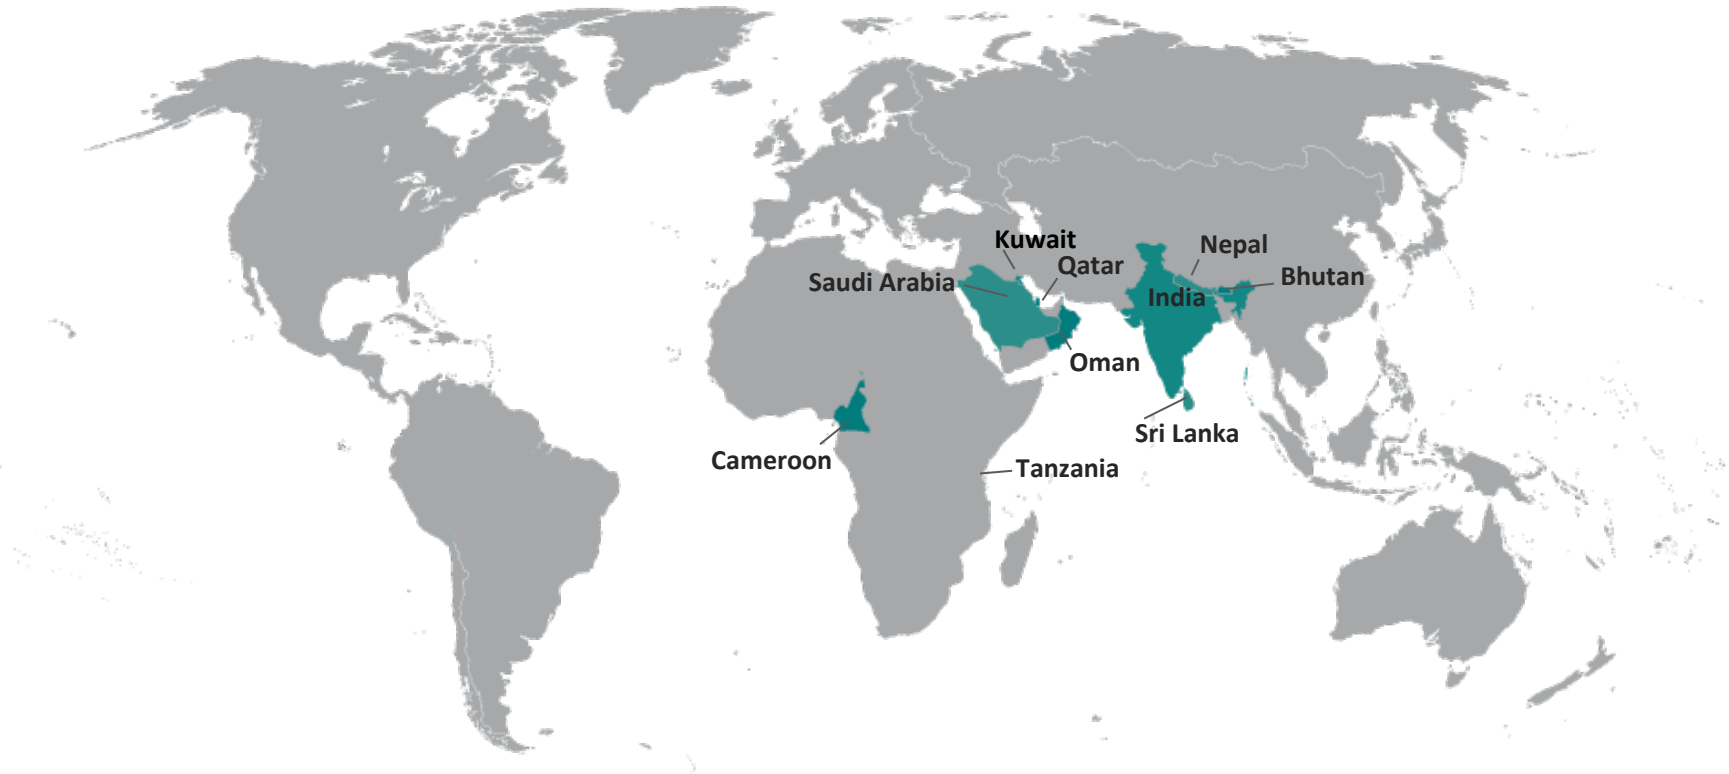 Kuwait
Nepal
Qatar
Bhutan
Saudi Arabia
India
Oman
Sri Lanka
Cameroon
Tanzania